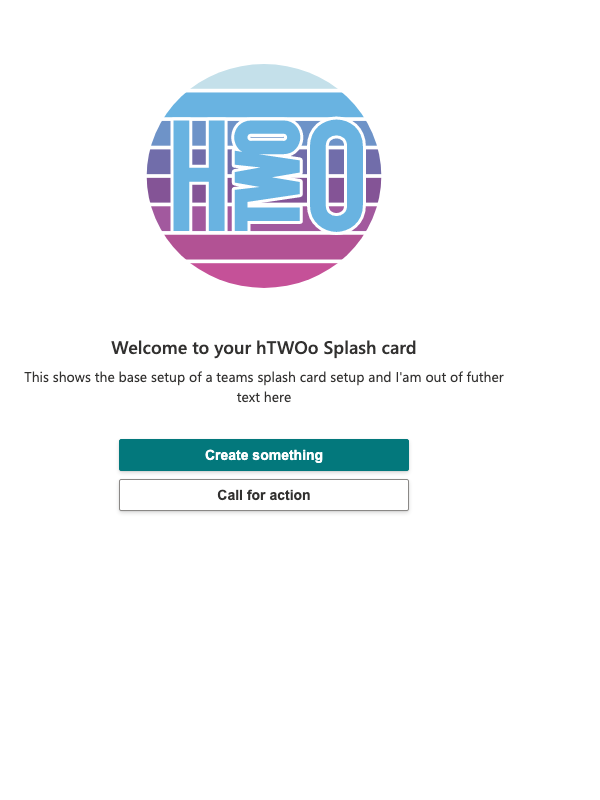 HTWOO
Welcome to your hTWOo Splash card
This shows the base setup of a teams splash card setup and I'am out of futher
text here
Create something
Call for action